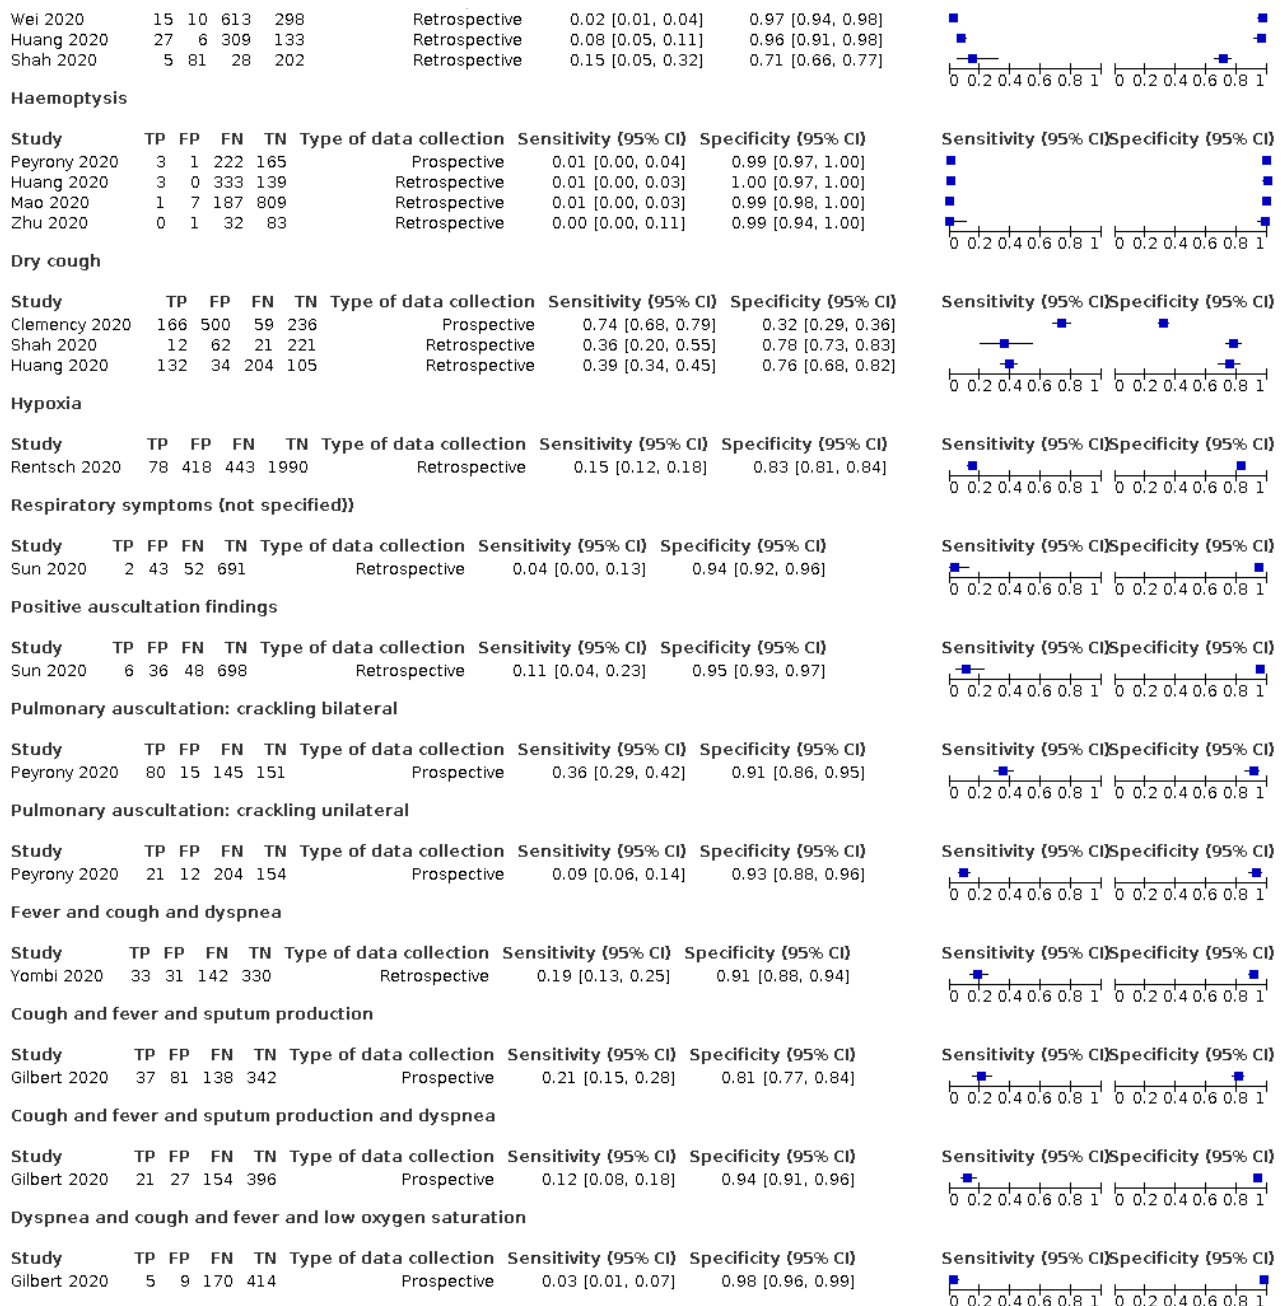 Wei 2020 15 10 613 298 Retrospective 0.02 [0.01, 0.04] 0.97 [0.94, 0.98]
Huang 2020 27 6 309 133 Retrospective 0.08 [0.05, 0.11] 0.96 [0.91, 0.98]
Shah 2020 5 81 28 202 Retrospective 0.15 [0.05, 0.32] 0.71 [0.66, 0.77]
0 0.2 0.4 0.6 0.8 1 0 0.2 0.4 0.6 0.8 1
Haemoptysis
Study TP FP FN TN Type of data collection Sensitivity (95% CI) Specificity (95% CI) Sensitivity (95% CI) Specificity (95% CI)
Peyrony 2020 3 1 222 165 Prospective 0.01 [0.00, 0.04] 0.99 [0.97, 1.00]
Huang 2020 3 0 333 139 Retrospective 0.01 [0.00, 0.03] 1.00 [0.97, 1.00]
Mao 2020 1 7 187 809 Retrospective 0.01 [0.00, 0.03] 0.99 [0.98, 1.00]
Zhu 2020 0 1 32 83 Retrospective 0.00 [0.00, 0.11] 0.99 [0.94, 1.00]
0 0.2 0.4 0.6 0.8 1 0 0.2 0.4 0.6 0.8 1
Dry cough
Study TP FP FN TN Type of data collection Sensitivity (95% CI) Specificity (95% CI) Sensitivity (95% CI) Specificity (95% CI)
Clemency 2020 166 500 59 236 Prospective 0.74 [0.68, 0.79] 0.32 [0.29, 0.36]
Shah 2020 12 62 21 221 Retrospective 0.36 [0.20, 0.55] 0.78 [0.73, 0.83]
Huang 2020 132 34 204 105 Retrospective 0.39 [0.34, 0.45] 0.76 [0.68, 0.82]
0 0.2 0.4 0.6 0.8 1 0 0.2 0.4 0.6 0.8 1
Hypoxia
Study TP FP FN TN Type of data collection Sensitivity (95% CI) Specificity (95% CI) Sensitivity (95% CI) Specificity (95% CI)
Rentsch 2020 78 418 443 1990 Retrospective 0.15 [0.12, 0.18] 0.83 [0.81, 0.84]
0 0.2 0.4 0.6 0.8 1 0 0.2 0.4 0.6 0.8 1
Respiratory symptoms (not specified))
Study TP FP FN TN Type of data collection Sensitivity (95% CI) Specificity (95% CI) Sensitivity (95% CI) Specificity (95% CI)
Sun 2020 2 43 52 691 Retrospective 0.04 [0.00, 0.13] 0.94 [0.92, 0.96]
0 0.2 0.4 0.6 0.8 1 0 0.2 0.4 0.6 0.8 1
Positive auscultation findings
Study TP FP FN TN Type of data collection Sensitivity (95% CI) Specificity (95% CI) Sensitivity (95% CI) Specificity (95% CI)
Sun 2020 6 36 48 698 Retrospective 0.11 [0.04, 0.23] 0.95 [0.93, 0.97]
0 0.2 0.4 0.6 0.8 1 0 0.2 0.4 0.6 0.8 1
Pulmonary auscultation: crackling bilateral
Study TP FP FN TN Type of data collection Sensitivity (95% CI) Specificity (95% CI) Sensitivity (95% CI) Specificity (95% CI)
Peyrony 2020 80 15 145 151 Prospective 0.36 [0.29, 0.42] 0.91 [0.86, 0.95]
0 0.2 0.4 0.6 0.8 1 0 0.2 0.4 0.6 0.8 1
Pulmonary auscultation: crackling unilateral
Study TP FP FN TN Type of data collection Sensitivity (95% CI) Specificity (95% CI) Sensitivity (95% CI) Specificity (95% CI)
Peyrony 2020 21 12 204 154 Prospective 0.09 [0.06, 0.14] 0.93 [0.88, 0.96]
0 0.2 0.4 0.6 0.8 1 0 0.2 0.4 0.6 0.8 1
Fever and cough and dyspnea
Study TP FP FN TN Type of data collection Sensitivity (95% CI) Specificity (95% CI) Sensitivity (95% CI) Specificity (95% CI)
Yombi 2020 33 31 142 330 Retrospective 0.19 [0.13, 0.25] 0.91 [0.88, 0.94]
0 0.2 0.4 0.6 0.8 1 0 0.2 0.4 0.6 0.8 1
Cough and fever and sputum production
Study TP FP FN TN Type of data collection Sensitivity (95% CI) Specificity (95% CI) Sensitivity (95% CI) Specificity (95% CI)
Gilbert 2020 37 81 138 342 Prospective 0.21 [0.15, 0.28] 0.81 [0.77, 0.84]
0 0.2 0.4 0.6 0.8 1 0 0.2 0.4 0.6 0.8 1
Cough and fever and sputum production and dyspnea
Study TP FP FN TN Type of data collection Sensitivity (95% CI) Specificity (95% CI) Sensitivity (95% CI) Specificity (95% CI)
Gilbert 2020 21 27 154 396 Prospective 0.12 [0.08, 0.18] 0.94 [0.91, 0.96]
0 0.2 0.4 0.6 0.8 1 0 0.2 0.4 0.6 0.8 1
Dyspnea and cough and fever and low oxygen saturation
Study TP FP FN TN Type of data collection Sensitivity (95% CI) Specificity (95% CI) Sensitivity (95% CI) Specificity (95% CI)
Gilbert 2020 5 9 170 414 Prospective 0.03 [0.01, 0.07] 0.98 [0.96, 0.99]
0 0.2 0.4 0.6 0.8 1 0 0.2 0.4 0.6 0.8 1